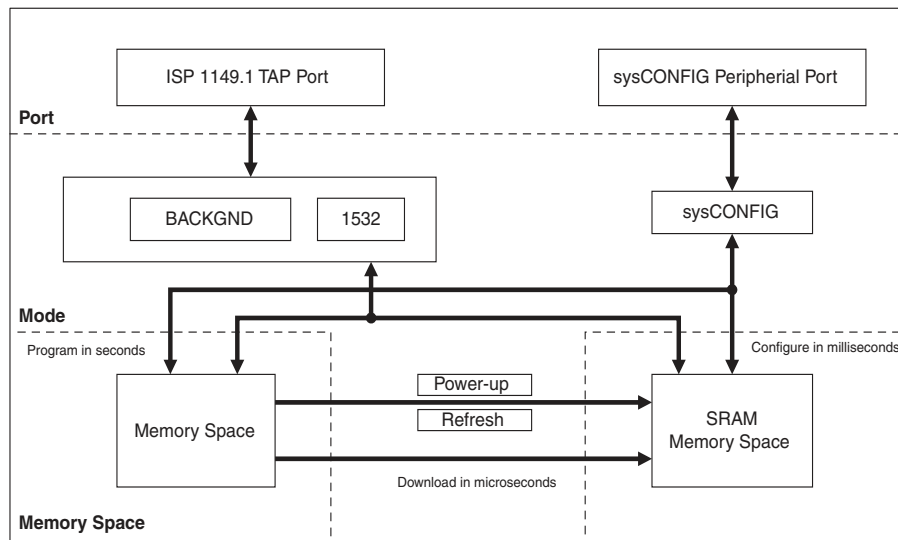 ISP 1149.1 TAP Port
sysCONFIG Peripherial Port
Port
BACKGND
1532
sysCONFIG
Mode
Program in seconds
Configure in milliseconds
Power-up
Memory Space
Refresh
SRAM
Memory Space
Download in microseconds
Memory Space